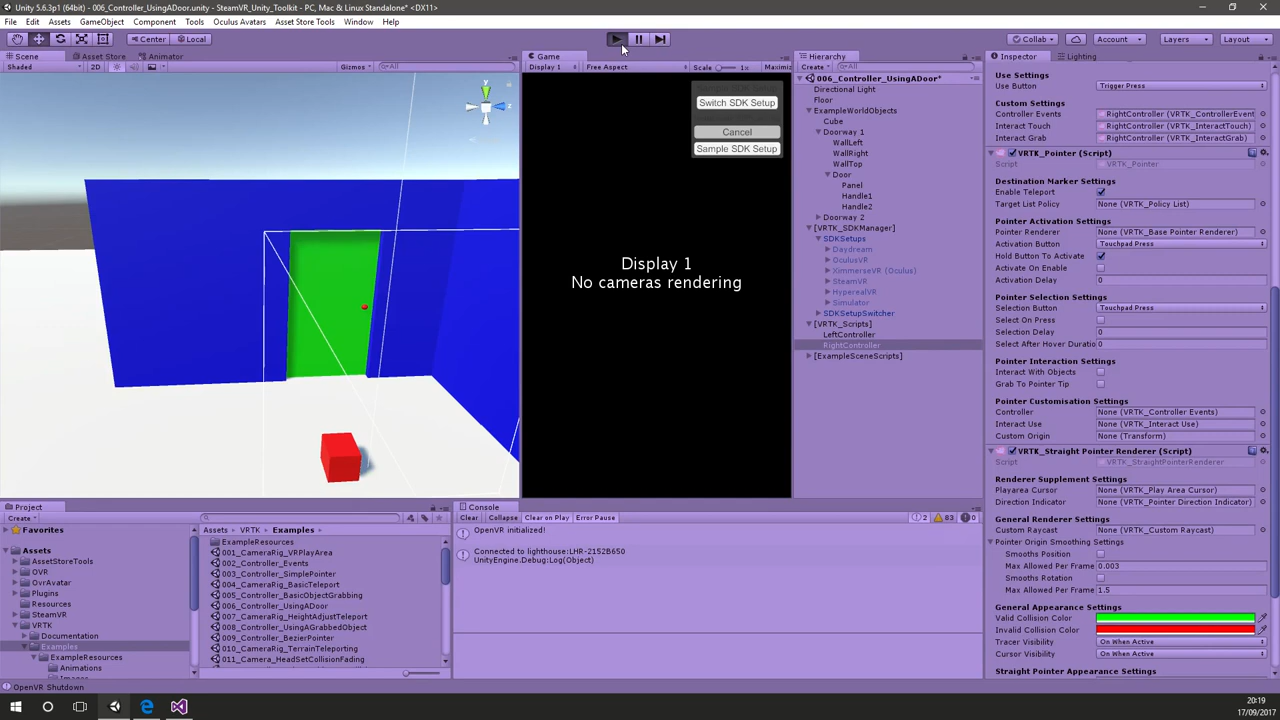 Unity 5.6.3p1 (64bit) - 006_Controller_UsingADoor.unity - SteamVR_Unity_Toolkit - PC, Mac & Linux Standalone* <DX11>
File Edit Assets GameObject Component Tools Oculus Avatars Asset Store Tools Window Help
Center Local Collab Account Layers Layout
Scene Asset Store Animator
Shaded 2D Gizmos All
y z
Game
Display 1 Free Aspect Scale 1x Maximis
Switch SDK Setup
Cancel
Sample SDK Setup
Display 1
No cameras rendering
Hierarchy
Create All
006_Controller_UsingADoor*
Directional Light
Floor
ExampleWorldObjects
Cube
Doorway 1
WallLeft
WallRight
WallTop
Door
Panel
Handle1
Handle2
Doorway 2
[VRTK_SDKManager]
SDKSetups
Daydream
OculusVR
XimmerseVR (Oculus)
SteamVR
HyperealVR
Simulator
SDKSetupSwitcher
[VRTK_Scripts]
LeftController
RightController
[ExampleSceneScripts]
Inspector Lighting
Use Settings
Use Button Trigger Press
Custom Settings
Controller Events RightController (VRTK_ControllerEvent
Interact Touch RightController (VRTK_InteractTouch)
Interact Grab RightController (VRTK_InteractGrab)
VRTK_Pointer (Script)
Script VRTK_Pointer
Destination Marker Settings
Enable Teleport
Target List Policy None (VRTK_Policy List)
Pointer Activation Settings
Pointer Renderer None (VRTK_Base Pointer Renderer)
Activation Button Touchpad Press
Hold Button To Activate
Activate On Enable
Activation Delay 0
Pointer Selection Settings
Selection Button Touchpad Press
Select On Press
Selection Delay 0
Select After Hover Duratio 0
Pointer Interaction Settings
Interact With Objects
Grab To Pointer Tip
Pointer Customisation Settings
Controller None (VRTK_Controller Events)
Interact Use None (VRTK_Interact Use)
Custom Origin None (Transform)
VRTK_Straight Pointer Renderer (Script)
Script VRTK_StraightPointerRenderer
Renderer Supplement Settings
Playarea Cursor None (VRTK_Play Area Cursor)
Direction Indicator None (VRTK_Pointer Direction Indicator)
General Renderer Settings
Custom Raycast None (VRTK_Custom Raycast)
Pointer Origin Smoothing Settings
Smooths Position
Max Allowed Per Frame 0.003
Smooths Rotation
Max Allowed Per Frame 1.5
General Appearance Settings
Valid Collision Color
Invalid Collision Color
Tracer Visibility On When Active
Cursor Visibility On When Active
Straight Pointer Appearance Settings
Project
Create
Favorites
Assets
AssetStoreTools
OVR
OvrAvatar
Plugins
Resources
SteamVR
VRTK
Documentation
Examples
ExampleResources
Animations
Assets VRTK Examples
ExampleResources
001_CameraRig_VRPlayArea
002_Controller_Events
003_Controller_SimplePointer
004_CameraRig_BasicTeleport
005_Controller_BasicObjectGrabbing
006_Controller_UsingADoor
007_CameraRig_HeightAdjustTeleport
008_Controller_UsingAGrabbedObject
009_Controller_BezierPointer
010_CameraRig_TerrainTeleporting
011_Camera_HeadSetCollisionFading
Console
Clear Collapse Clear on Play Error Pause 2 83 0
OpenVR initialized!
Connected to lighthouse:LHR-2152B650
UnityEngine.Debug:Log(Object)
OpenVR Shutdown
20:19
17/09/2017